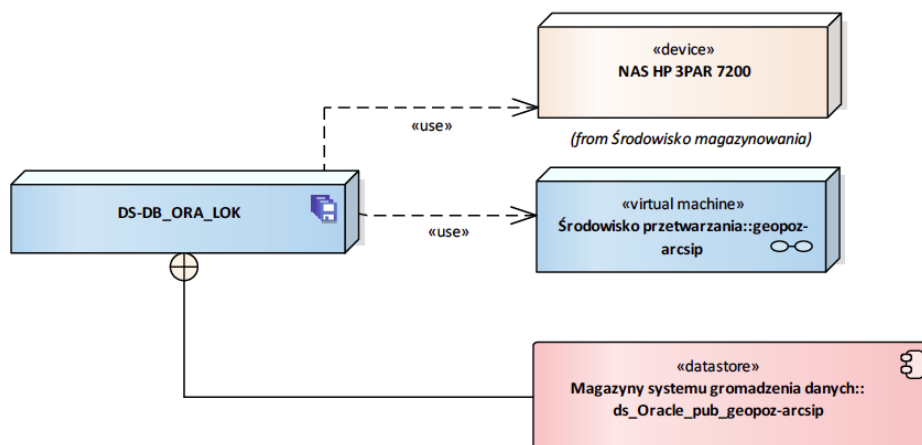 «device»
NAS HP 3PAR 7200
«use»
(from Środowisko magazynowania)
DS-DB_ORA_LOK
«virtual machine»
Środowisko przetwarzania::geopoz-
arcsip
«use»
«datastore»
Magazyny systemu gromadzenia danych::
ds_Oracle_pub_geopoz-arcsip